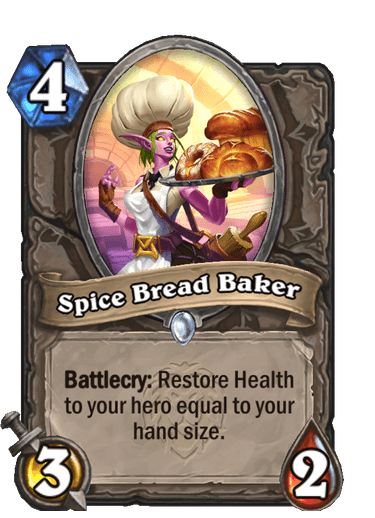 4
Spice Bread Baker
Battlecry: Restore Health
to your hero equal to your
hand size.
3
2